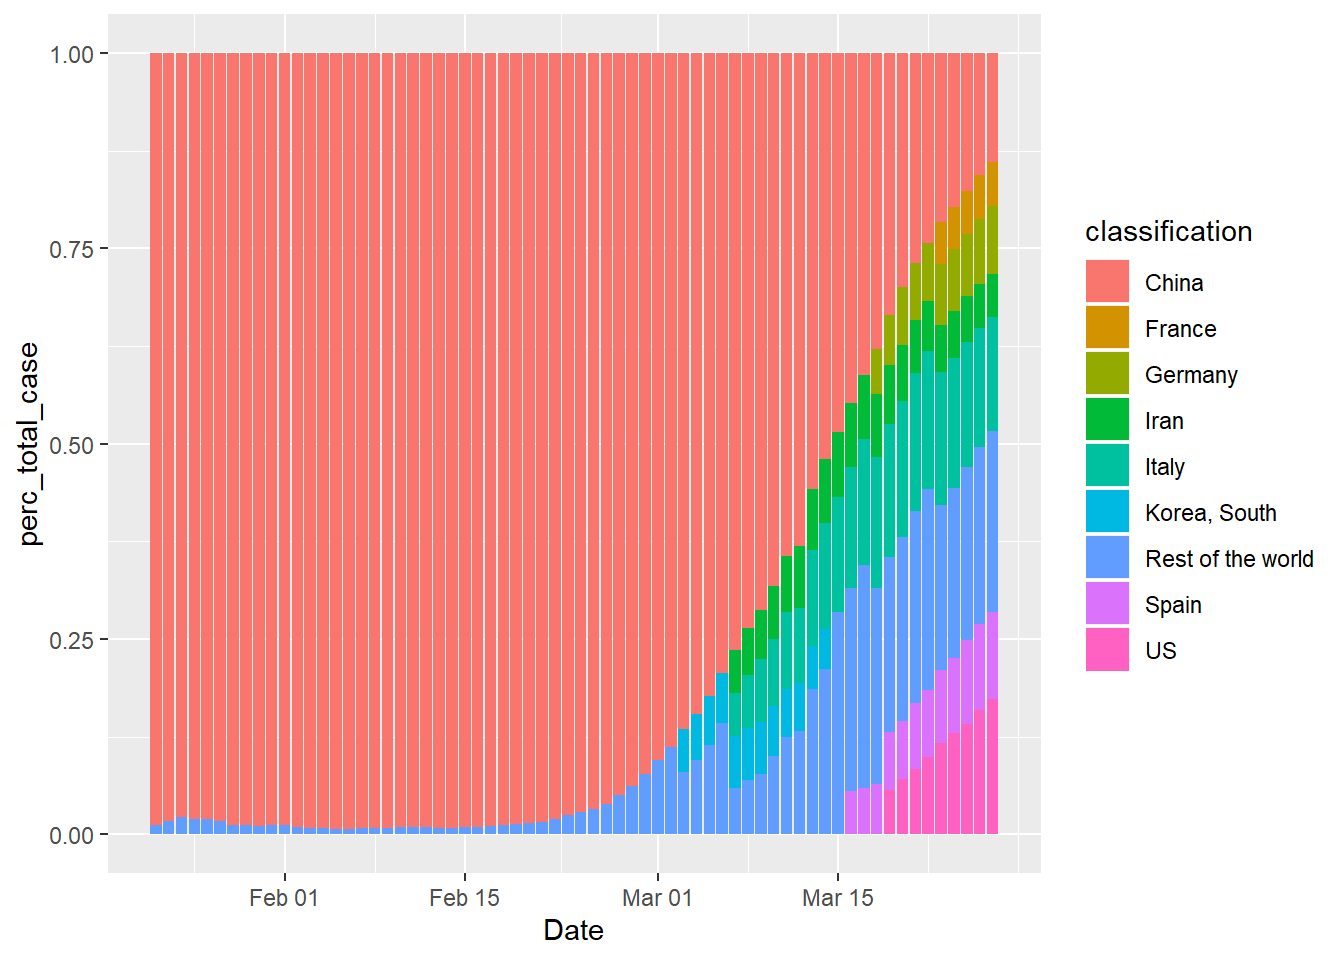 1.00
0.75
0.50
0.25
0.00
perc_total_case
Feb 01
Feb 15
Mar 01
Mar 15
Date
classification
China
France
Germany
Iran
Italy
Korea, South
Rest of the world
Spain
US